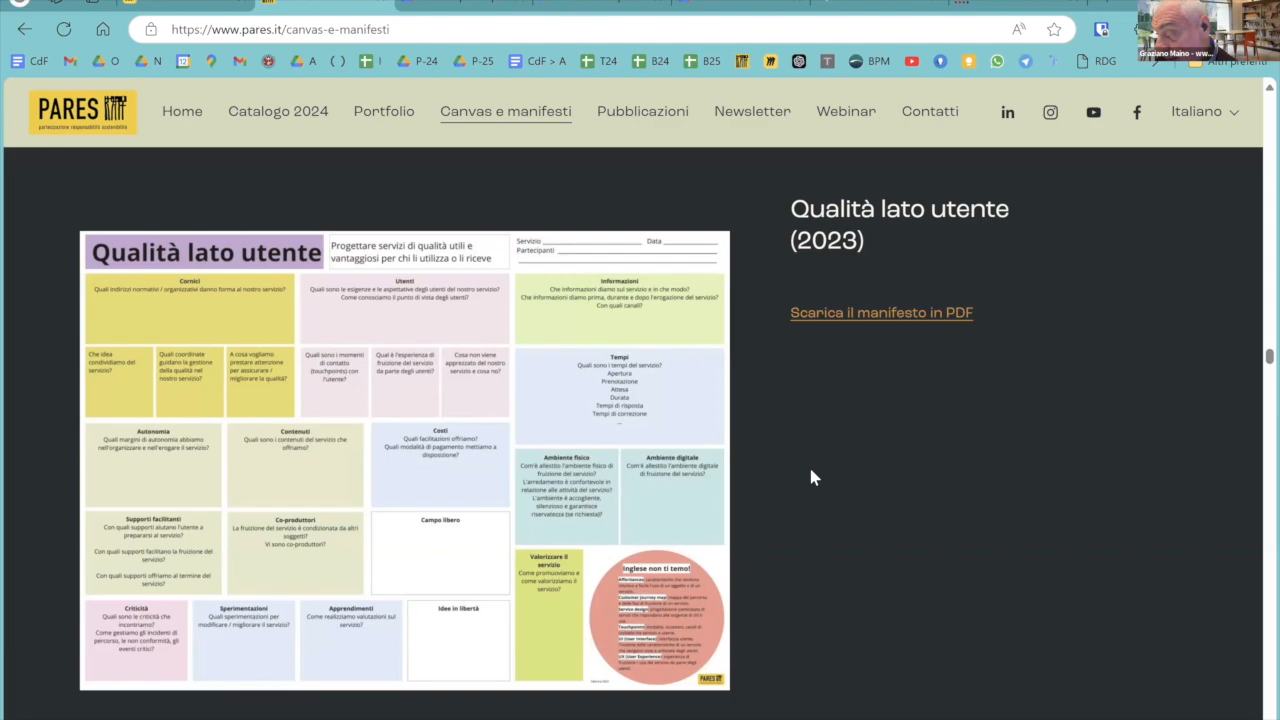 https://www.pares.it/canvas-e-manifesti
Graziano Maino - ww...
CdF
O
N
A
( )
I
P-24
P-25
CdF > A
T24
B24
B23
BPM
RDG
Altri preferiti
PARES
partecipazione responsabilità sostenibilità
Home
Catalogo 2024
Portfolio
Canvas e manifesti
Pubblicazioni
Newsletter
Webinar
Contatti
Italiano
Qualità lato utente
(2023)
Scarica il manifesto in PDF
Qualità lato utente
Progettare servizi di qualità utili e
vantaggiosi per chi li utilizza o li riceve
Servizio
Data
Partecipanti
Cornici
Quali indirizzi normativi / organizzativi danno forma al nostro servizio?
Utenti
Quali sono le esigenze e le aspettative degli utenti del nostro servizio?
Come conosciamo il punto di vista degli utenti?
Informazioni
Che informazioni diamo sul servizio e in che modo?
Che informazioni diamo prima, durante e dopo l'erogazione del servizio?
Con quali canali?
Che idea
condividiamo del
servizio?
Quali coordinate
guidano la gestione
della qualità nel
nostro servizio?
A cosa vogliamo
prestare attenzione
per assicurare /
migliorare la qualità?
Quali sono i momenti
di contatto
(touchpoints) con
l'utente?
Qual è l'esperienza di
fruizione del servizio
da parte degli utenti?
Cosa non viene
apprezzato del nostro
servizio e cosa no?
Tempi
Quali sono i tempi del servizio?
Apertura
Prenotazione
Attesa
Durata
Tempi di risposta
Tempi di correzione
...
Autonomia
Quali margini di autonomia abbiamo
nell'organizzare e nell'erogare il servizio?
Contenuti
Quali sono i contenuti del servizio che
offriamo?
Costi
Quali facilitazioni offriamo?
Quali modalità di pagamento mettiamo a
disposizione?
Ambiente fisico
Com'è allestito l'ambiente fisico di
fruizione del servizio?
L'arredamento è confortevole in
relazione alle attività del servizio?
L'ambiente è accogliente,
silenzioso e garantisce
riservatezza (se richiesta)?
Ambiente digitale
Com'è allestito l'ambiente digitale
di fruizione del servizio?
Supporti facilitanti
Con quali supporti aiutano l'utente a
prepararsi al servizio?
Con quali supporti facilitano la fruizione del
servizio?
Con quali supporti offriamo al termine del
servizio?
Co-produttori
La fruizione del servizio è condizionata da altri
soggetti?
Vi sono co-produttori?
Campo libero
Valorizzare il
servizio
Come promuoviamo e
come valorizziamo il
servizio?
Inglese non ti temo!
Affordances
Customer journey map
Service design
Touchpoints
UI (User Interface)
UX (User Experience)
Criticità
Quali sono le criticità che
incontriamo?
Come gestiamo gli incidenti di
percorso, le non conformità, gli
eventi critici?
Sperimentazioni
Quali sperimentazioni per
modificare / migliorare il servizio?
Apprendimenti
Come realizziamo valutazioni sul
servizio?
Idee in libertà
PARES